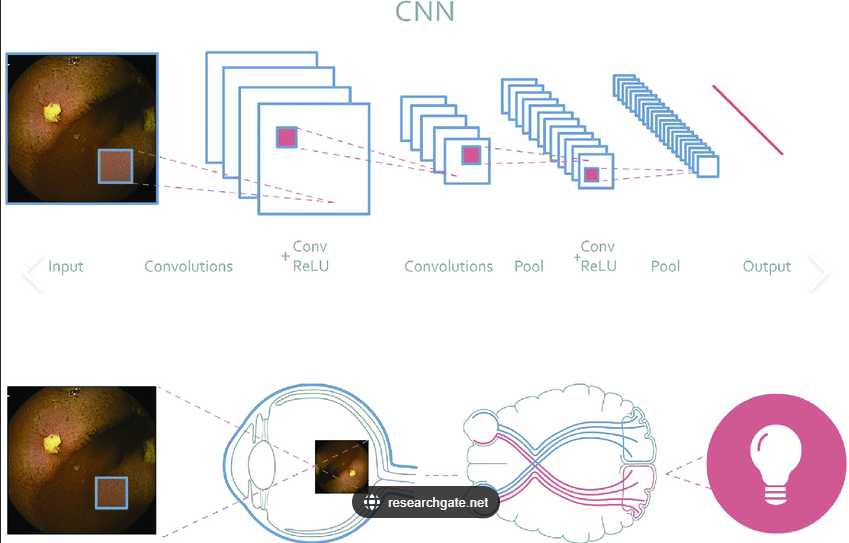 CNN
Input
Convolutions
+ Conv
ReLU
Convolutions
Pool
+ Conv
ReLU
Pool
Output
researchgate.net